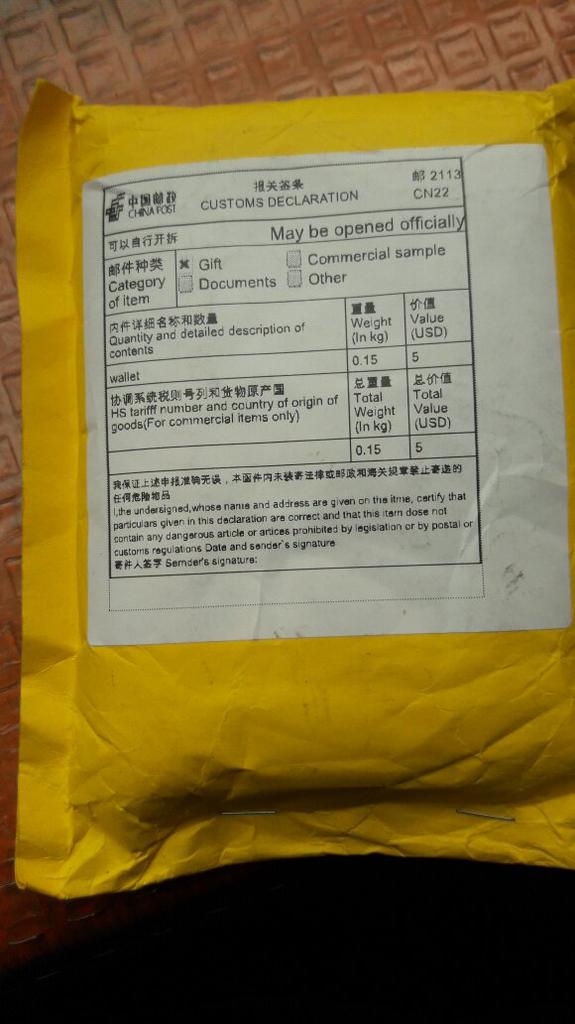 中国邮政
CHINA POST
报关签条
CUSTOMS DECLARATION
邮 2113
CN22
可以自行开拆
May be opened officially
邮件种类
Category
of item
Gift
Commercial sample
Documents
Other
内件详细名称和数量
Quantity and detailed description of
contents
重量
Weight
(In kg)
价值
Value
(USD)
wallet
0.15
5
协调系统税则号列和货物原产国
HS tarifff number and country of origin of
goods(For commercial items only)
总重量
Total
Weight
(In kg)
总价值
Total
Value
(USD)
0.15
5
我保证上述申报准确无误，本函件内未装寄法律或邮政和海关规章禁止寄递的
任何危险物品
I,the undersigned,whose name and address are given on the itme, certify that
particulars given in this declaration are correct and that this item dose not
contain any dangerous article or artices prohibited by legislation or by postal or
customs regulations Date and sender's signature
寄件人签字 Sernder's signature: